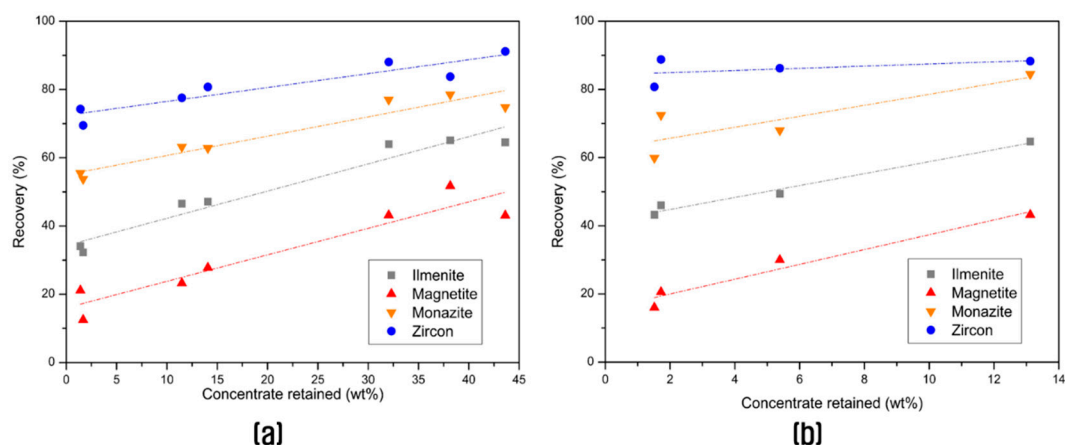 100
80
60
40
20
0
Recovery (%)
Ilmenite
Magnetite
Monazite
Zircon
0 5 10 15 20 25 30 35 40 45
Concentrate retained (wt%)
(a)
100
80
60
40
20
0
Recovery (%)
Ilmenite
Magnetite
Monazite
Zircon
0 2 4 6 8 10 12 14
Concentrate retained (wt%)
(b)